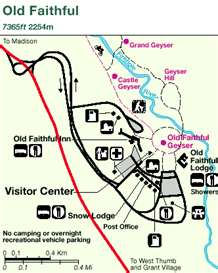 Old Faithful
7365ft 2254m
To Madison
Grand Geyser
Firehole
River
Geyser
Hill
Castle
Geyser
Old Faithful Inn
Old Faithful
Geyser
Old
Faithful
Lodge
Visitor Center
Showers
Snow Lodge
Post Office
No camping or overnight
recreational vehicle parking
0 0.1 0.4 Km
0 0.1 0.4 Mi
To West Thumb
and Grant Village